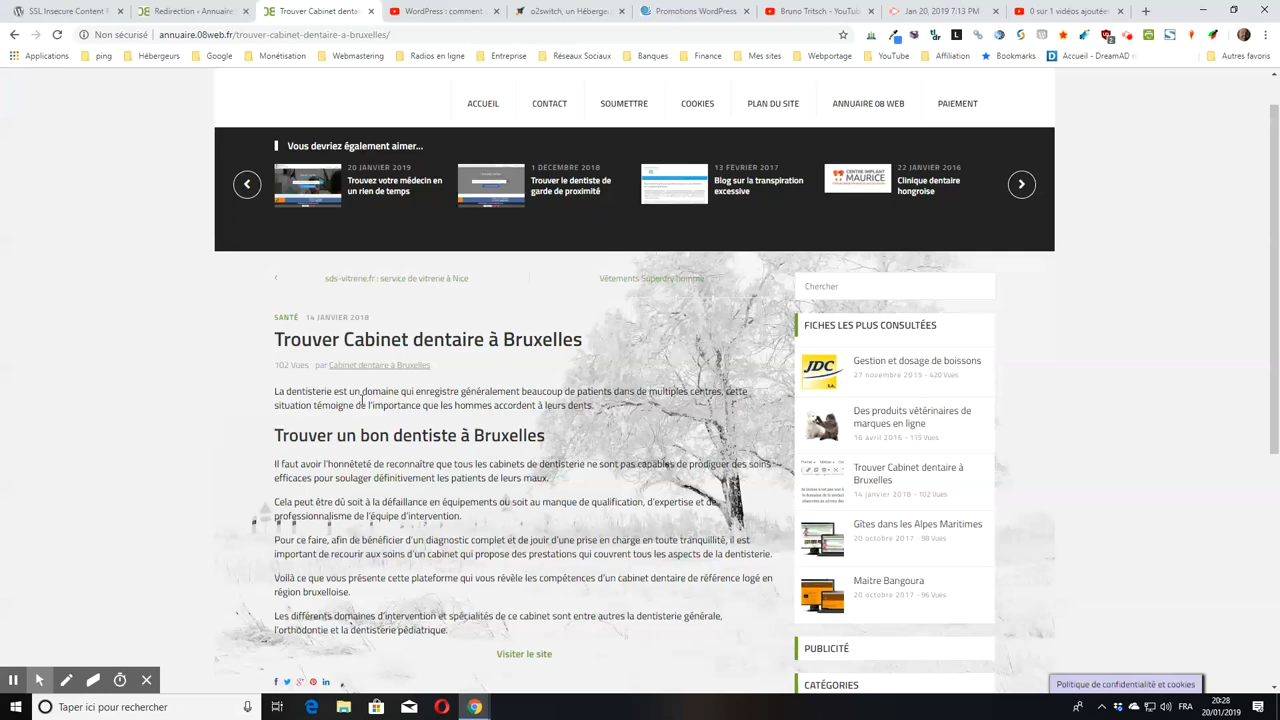 SSL Insecure Content F
Redirection ‹ Annuaire
Trouver Cabinet dentai
WordPress : comment
o2switch, un Héberge
Promotions WordPress
Bruno Tritsch - YouTu
Jan 20, 2019 7:13 PM
0 sur 1 vidéos ajoutée
Non sécurisé
annuaire.08web.fr/trouver-cabinet-dentaire-a-bruxelles/
Applications
ping
Hébergeurs
Google
Monétisation
Webmastering
Radios en ligne
Entreprise
Réseaux Sociaux
Banques
Finance
Mes sites
Webportage
YouTube
Affiliation
Bookmarks
Accueil - DreamAD
Autres favoris
ACCUEIL
CONTACT
SOUMETTRE
COOKIES
PLAN DU SITE
ANNUAIRE 08 WEB
PAIEMENT
Vous devriez également aimer...
20 JANVIER 2019
Trouvez votre médecin en
un rien de temps
1 DÉCEMBRE 2018
Trouver le dentiste de
garde de proximité
13 FÉVRIER 2017
Blog sur la transpiration
excessive
CENTRE IMPLANT
MAURICE
22 JANVIER 2016
Clinique dentaire
hongroise
sds-vitrerie.fr : service de vitrerie à Nice
Vêtements Superdry homme
SANTÉ 14 JANVIER 2018
Trouver Cabinet dentaire à Bruxelles
102 Vues par Cabinet dentaire à Bruxelles
La dentisterie est un domaine qui enregistre généralement beaucoup de patients dans de multiples centres, cette
situation témoigne de l'importance que les hommes accordent à leurs dents.
Trouver un bon dentiste à Bruxelles
Il faut avoir l'honnêteté de reconnaître que tous les cabinets de dentisterie ne sont pas capables de prodiguer des soins
efficaces pour soulager définitivement les patients de leurs maux.
Cela peut être dû soit à la défaillance en équipements ou soit au manque de qualification, d'expertise et de
professionnalisme de l'équipe d'intervention.
Pour ce faire, afin de bénéficier d'un diagnostic complet et de jouir d'une prise en charge en toute tranquillité, il est
important de recourir aux soins d'un cabinet qui propose des prestations qui couvrent tous les aspects de la dentisterie.
Voilà ce que vous présente cette plateforme qui vous révèle les compétences d'un cabinet dentaire de référence logé en
région bruxelloise.
Les différents domaines d'intervention et spécialités de ce cabinet sont entre autres la dentisterie générale,
l'orthodontie et la dentisterie pédiatrique.
Visiter le site
Chercher
FICHES LES PLUS CONSULTÉES
JDC
Gestion et dosage de boissons
27 novembre 2015 - 420 Vues
Des produits vétérinaires de
marques en ligne
16 avril 2016 - 115 Vues
Trouver Cabinet dentaire à
Bruxelles
14 janvier 2018 - 102 Vues
Gîtes dans les Alpes Maritimes
20 octobre 2017 - 98 Vues
Maitre Bangoura
20 octobre 2017 - 96 Vues
PUBLICITÉ
CATÉGORIES
Politique de confidentialité et cookies
Taper ici pour rechercher
FRA
20:28
20/01/2019